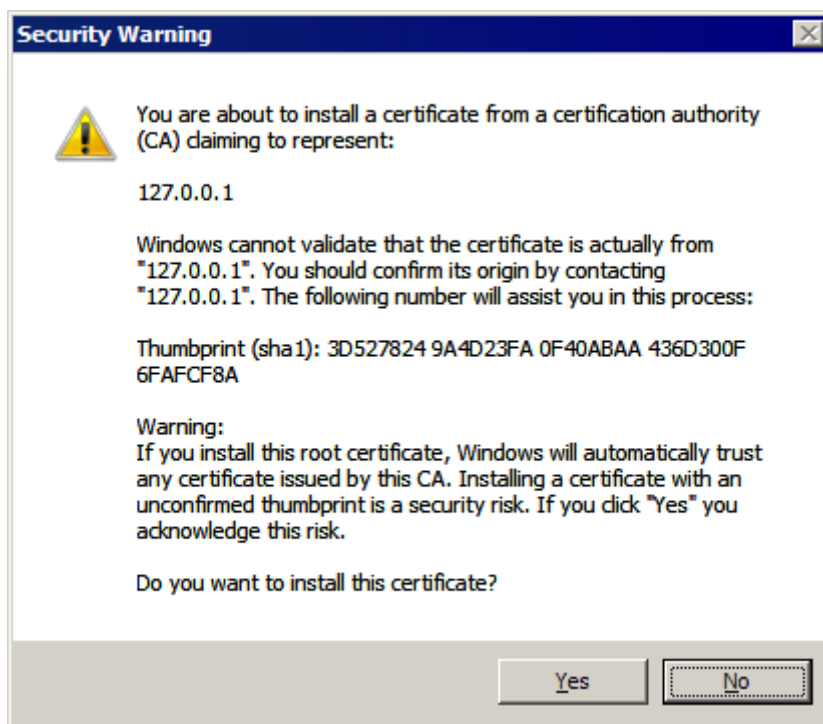 Security Warning
You are about to install a certificate from a certification authority
(CA) claiming to represent:
127.0.0.1
Windows cannot validate that the certificate is actually from
"127.0.0.1". You should confirm its origin by contacting
"127.0.0.1". The following number will assist you in this process:
Thumbprint (sha1): 3D527824 9A4D23FA 0F40ABAA 436D300F
6FAFCF8A
Warning:
If you install this root certificate, Windows will automatically trust
any certificate issued by this CA. Installing a certificate with an
unconfirmed thumbprint is a security risk. If you click "Yes" you
acknowledge this risk.
Do you want to install this certificate?
Yes No